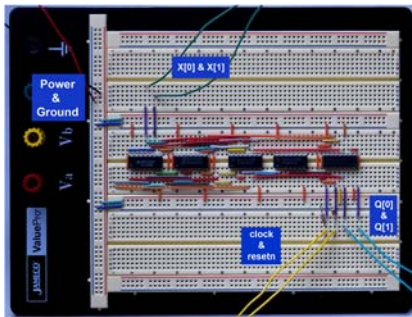 X[0] & X[1]
Power
&
Ground
Vb
Va
ValuePro
JAMECO
clock
&
resetn
Q[0]
&
Q[1]